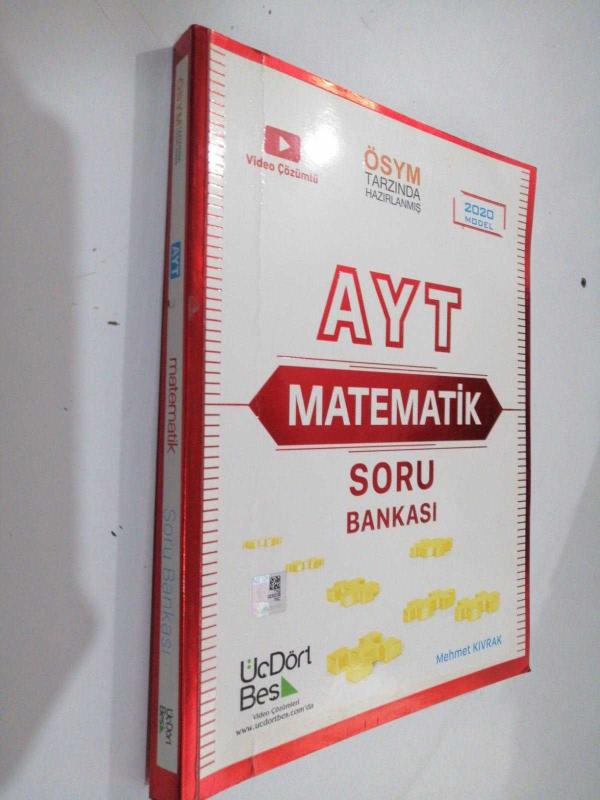 Video Çözümlü
ÖSYM
TARZINDA
HAZIRLANMIŞ
2020
MODEL
AYT
MATEMATİK
SORU
BANKASI
Mehmet KIVRAK
ÜçDört
Beş
Video Çözümleri
www.ucdortbes.com'da
ÖSYM
AYT
matematik
Soru Bankası
ÜçDört
Beş